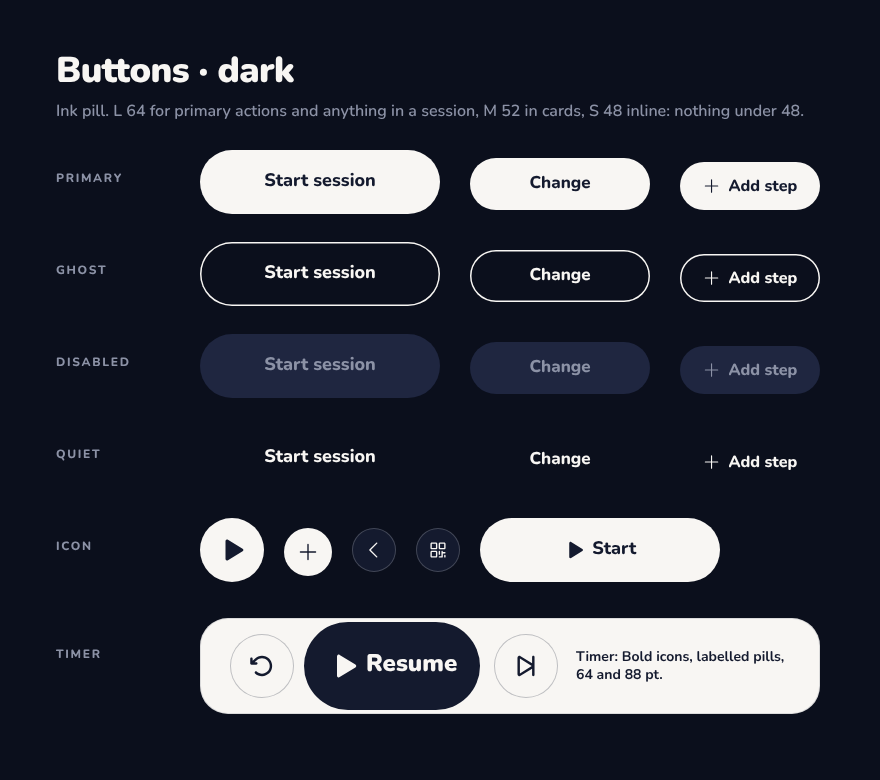 Buttons · dark
Ink pill. L 64 for primary actions and anything in a session, M 52 in cards, S 48 inline: nothing under 48.
PRIMARY
Start session
Change
Add step
GHOST
Start session
Change
Add step
DISABLED
Start session
Change
Add step
QUIET
Start session
Change
Add step
ICON
Start
TIMER
Resume
Timer: Bold icons, labelled pills,
64 and 88 pt.